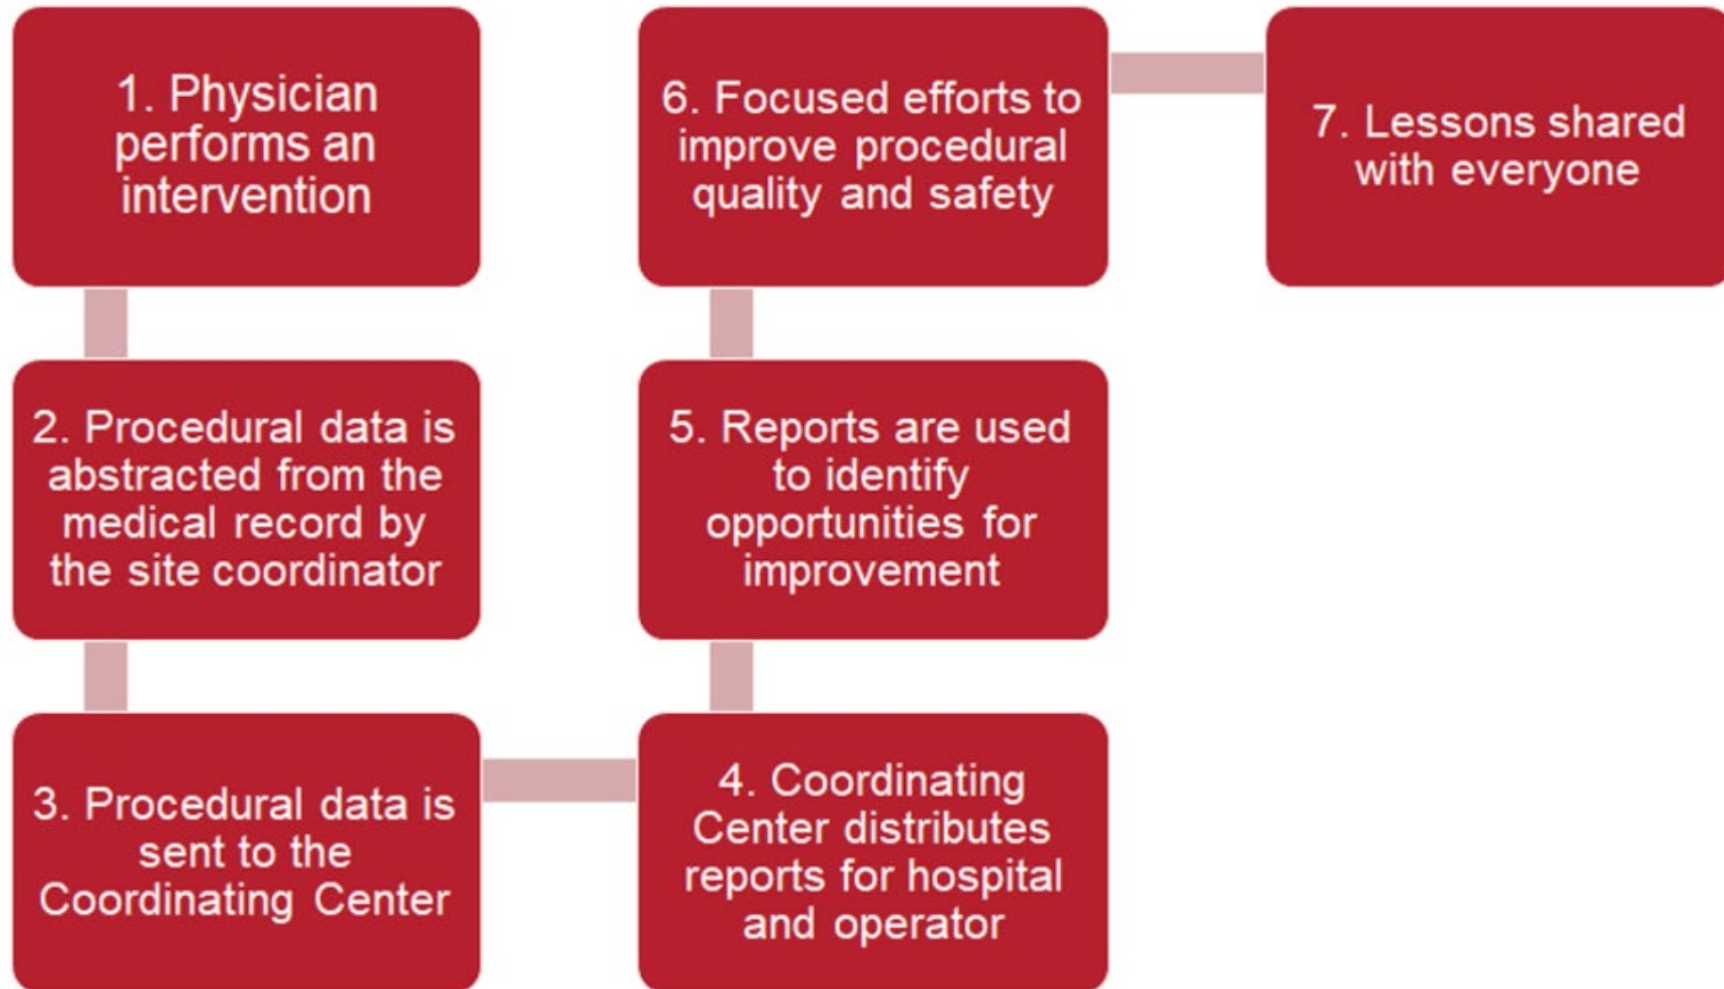 1. Physician
performs an
intervention
2. Procedural data is
abstracted from the
medical record by
the site coordinator
3. Procedural data is
sent to the
Coordinating Center
4. Coordinating
Center distributes
reports for hospital
and operator
5. Reports are used
to identify
opportunities for
improvement
6. Focused efforts to
improve procedural
quality and safety
7. Lessons shared
with everyone